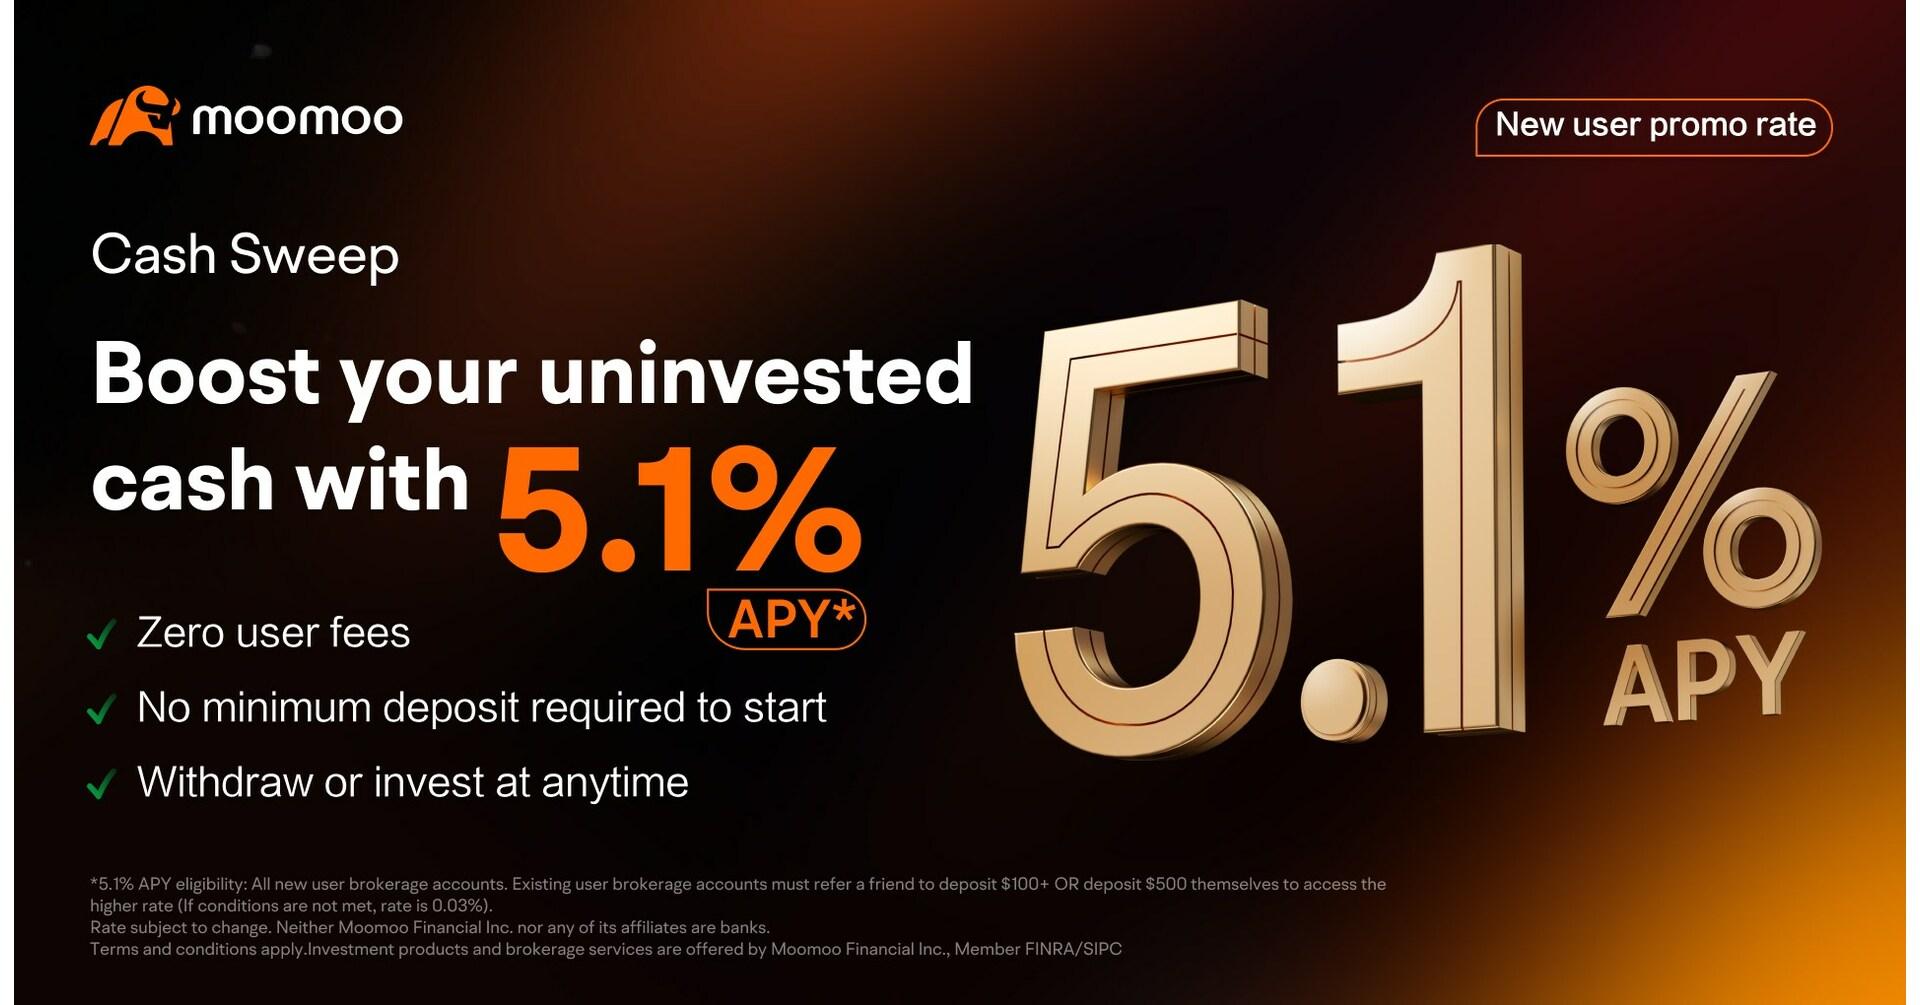 moomoo
New user promo rate
Cash Sweep
Boost your uninvested
cash with 5.1%
APY*
Zero user fees
No minimum deposit required to start
Withdraw or invest at anytime
5.1%
APY
*5.1% APY eligibility: All new user brokerage accounts. Existing user brokerage accounts must refer a friend to deposit $100+ OR deposit $500 themselves to access the
higher rate (If conditions are not met, rate is 0.03%).
Rate subject to change. Neither Moomoo Financial Inc. nor any of its affiliates are banks.
Terms and conditions apply.Investment products and brokerage services are offered by Moomoo Financial Inc., Member FINRA/SIPC